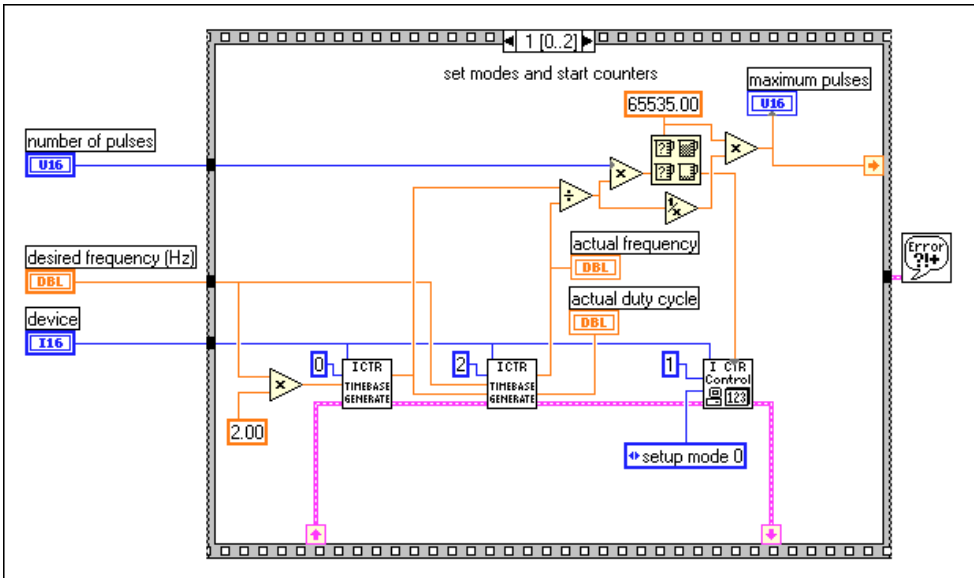 1 [0..2]
set modes and start counters
maximum pulses
U16
65535.00
number of pulses
U16
?
?
x
x
÷
1/x
actual frequency
DBL
desired frequency (Hz)
DBL
actual duty cycle
DBL
Error
?!+
device
I16
0
ICTR
TIMEBASE
GENERATE
2
ICTR
TIMEBASE
GENERATE
1
I CTR
Control
123
x
2.00
setup mode 0